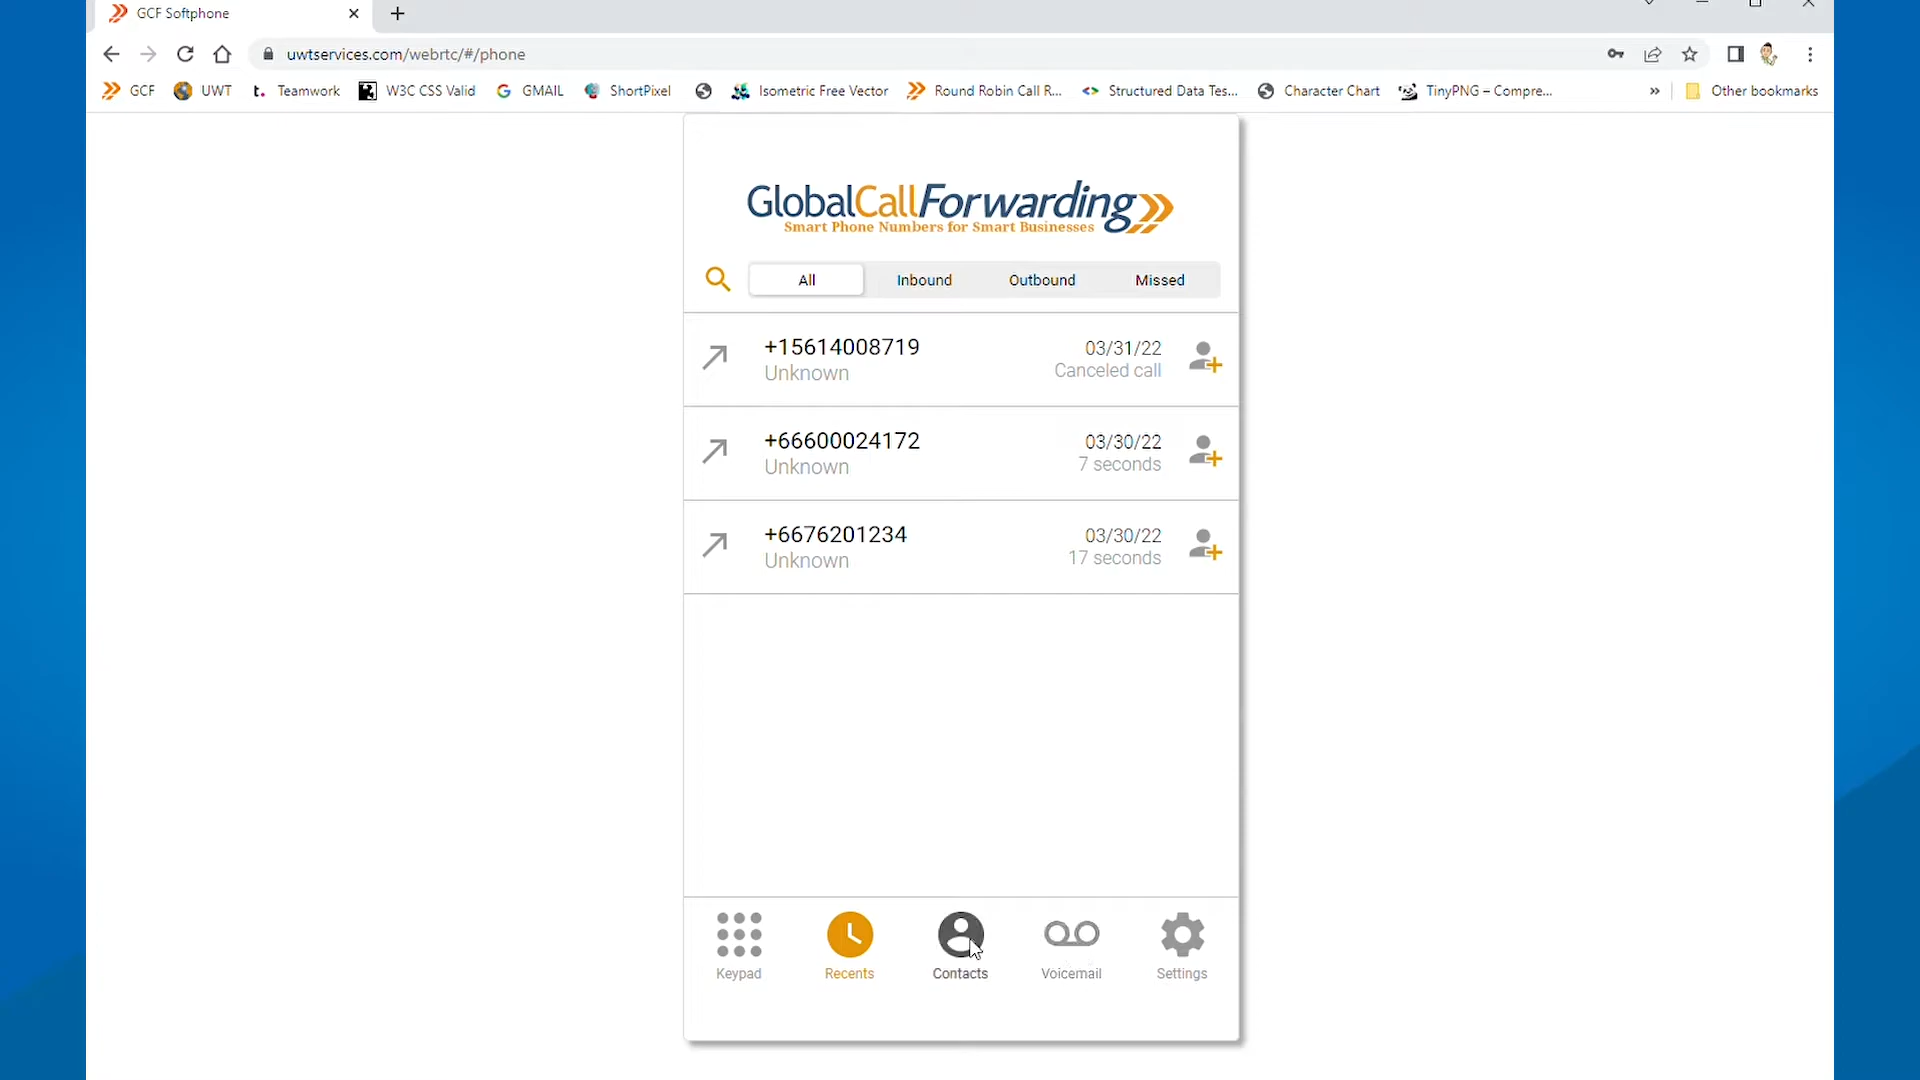 GCF Softphone
uwtservices.com/webrtc/#/phone
GCF UWT t. Teamwork W3C CSS Valid GMAIL ShortPixel Isometric Free Vector Round Robin Call R... Structured Data Tes... Character Chart TinyPNG – Compre... » Other bookmarks
GlobalCallForwarding
Smart Phone Numbers for Smart Businesses
All Inbound Outbound Missed
+15614008719 03/31/22
Unknown Canceled call
+66600024172 03/30/22
Unknown 7 seconds
+6676201234 03/30/22
Unknown 17 seconds
Keypad Recents Contacts Voicemail Settings